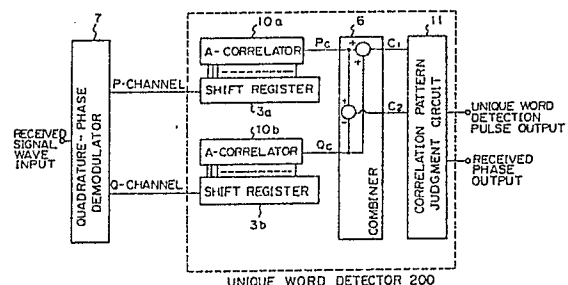 7
10a
6
11
A-CORRELATOR
Pc
+
+
C1
P-CHANNEL
SHIFT REGISTER
3a
QUADRATURE-PHASE
DEMODULATOR
RECEIVED
SIGNAL
WAVE
INPUT
10b
A-CORRELATOR
Qc
+
-
C2
Q-CHANNEL
SHIFT REGISTER
3b
COMBINER
CORRELATION PATTERN
JUDGMENT CIRCUIT
UNIQUE WORD
DETECTION
PULSE OUTPUT
RECEIVED
PHASE
OUTPUT
UNIQUE WORD DETECTOR 200